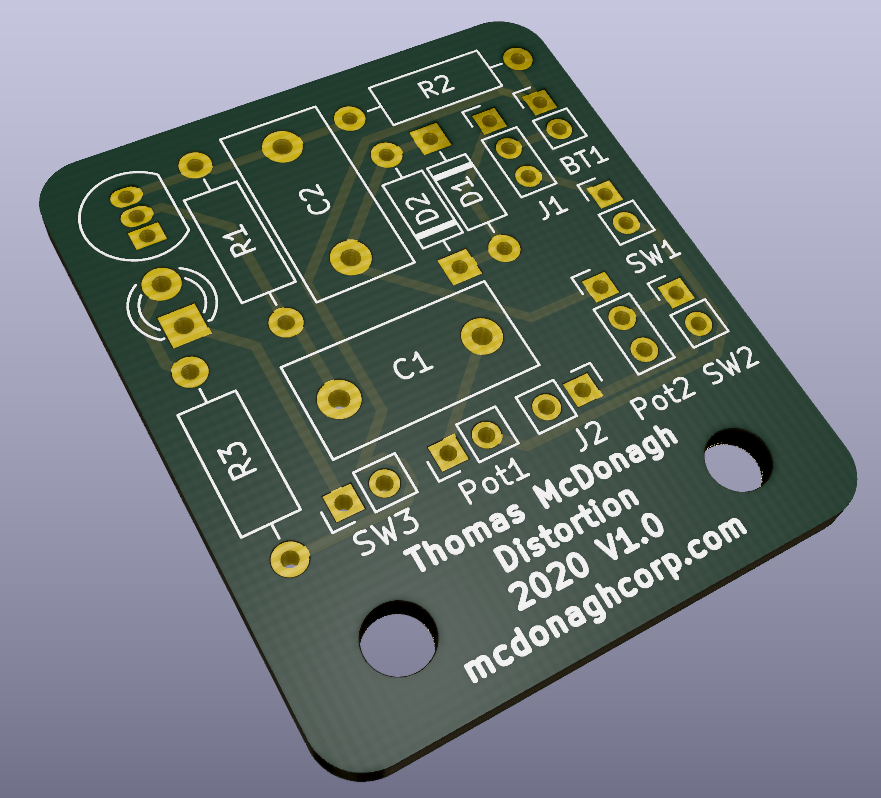 R2
BT1
C2
D1
J1
D2
R1
SW1
C1
SW2
Pot2
J2
R3
Pot1
SW3
Thomas McDonagh
Distortion
2020 V1.0
mcdonaghcorp.com